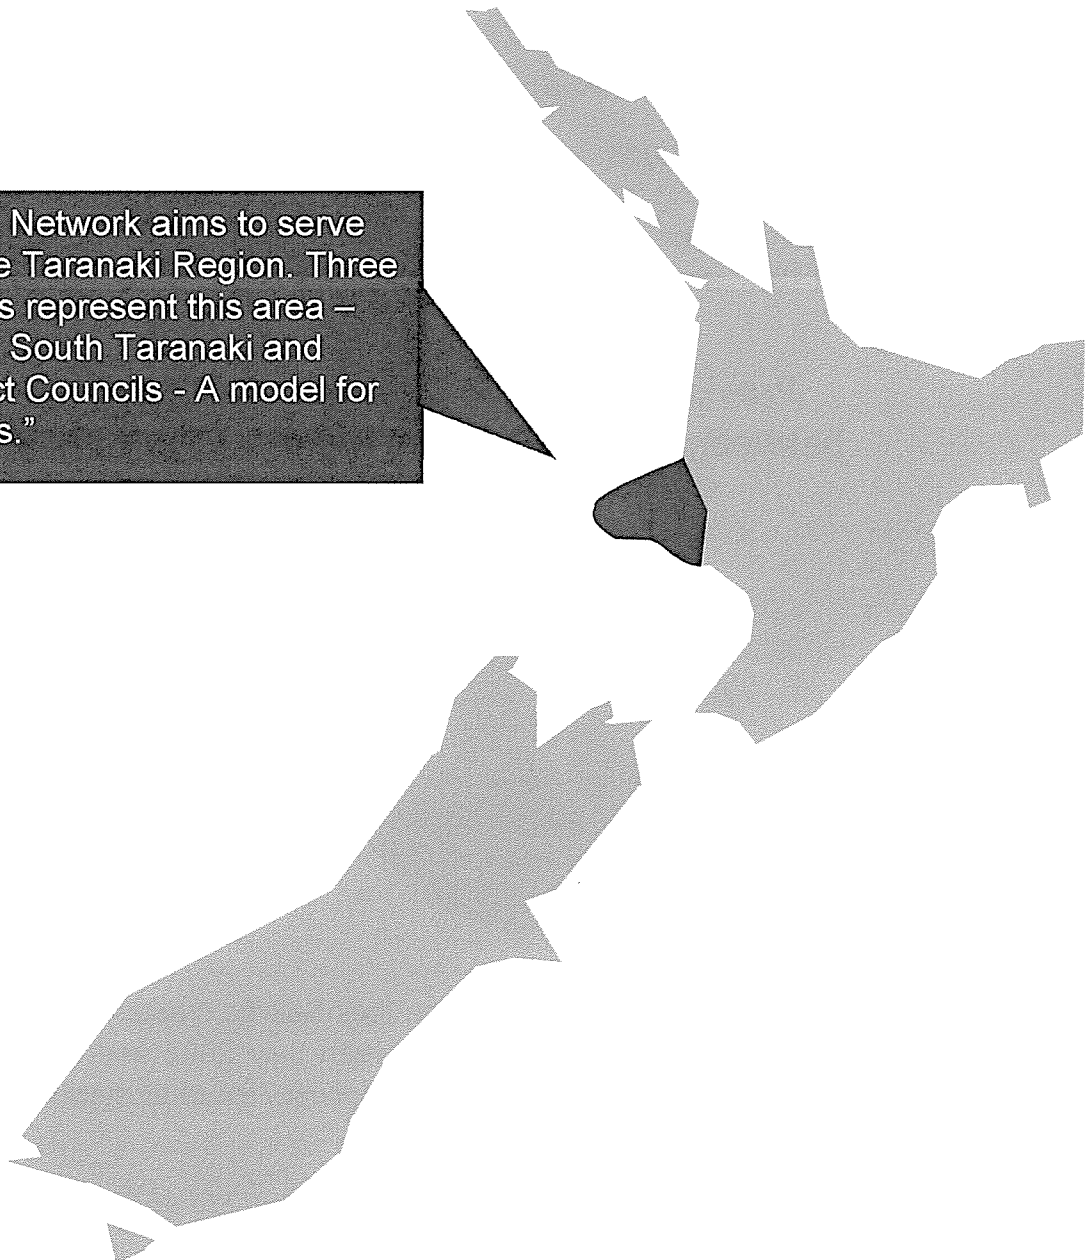 Network aims to serve
e Taranaki Region. Three
s represent this area –
South Taranaki and
ct Councils - A model for
s.”